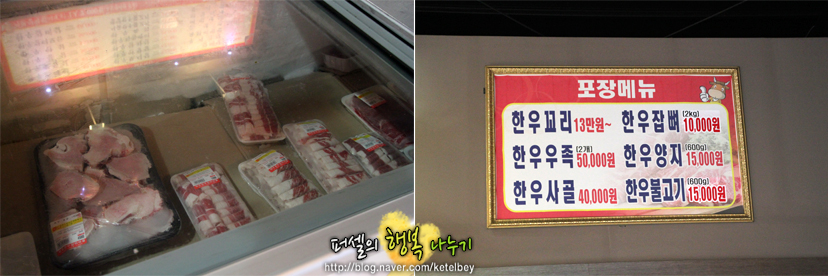 포장메뉴
한우꼬리 13만원~ 한우잡뼈 (2kg) 10,000원
한우우족 (2개) 50,000원 한우양지 (600g) 15,000원
한우사골 40,000원 한우불고기 (600g) 15,000원
퍼셀의 행복 나누기
http://blog.naver.com/ketelbey